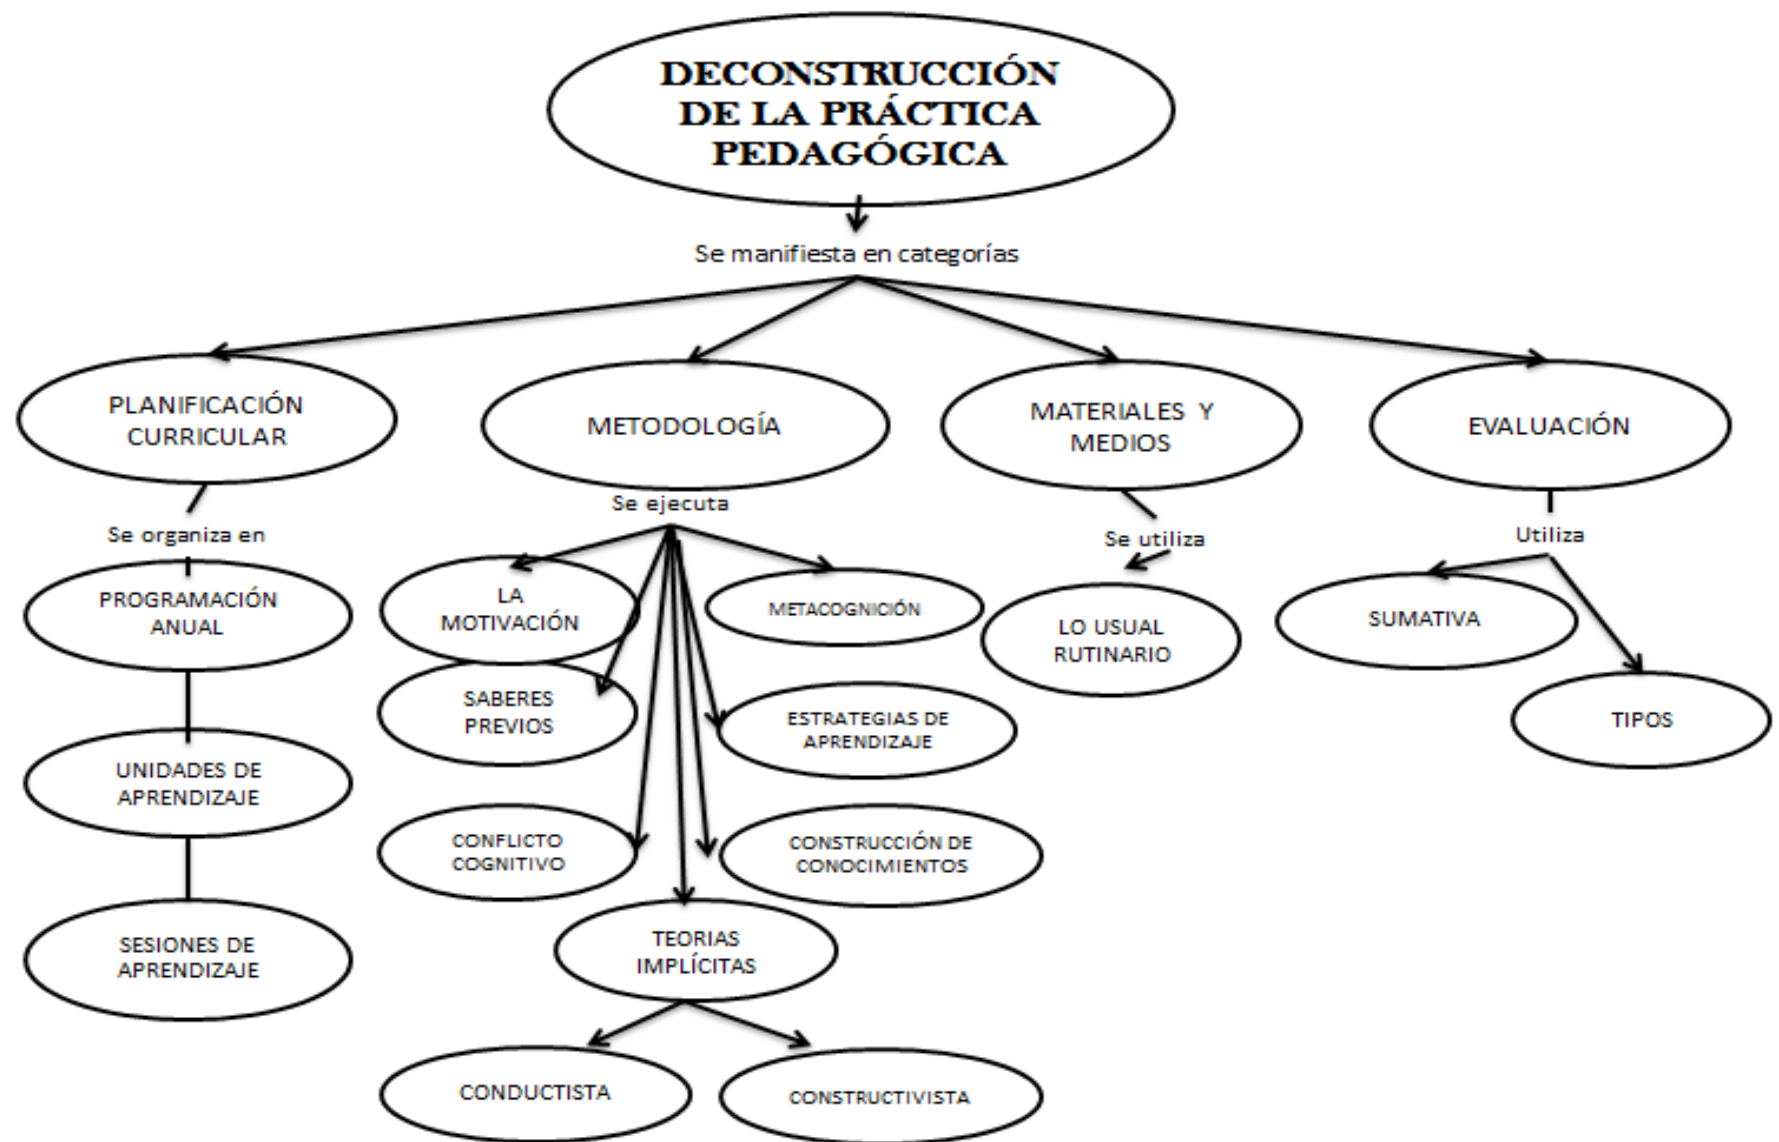 DECONSTRUCCIÓN
DE LA PRÁCTICA
PEDAGÓGICA
Se manifiesta en categorías
PLANIFICACIÓN
CURRICULAR
METODOLOGÍA
MATERIALES Y
MEDIOS
EVALUACIÓN
Se organiza en
Se ejecuta
Se utiliza
Utiliza
PROGRAMACIÓN
ANUAL
UNIDADES DE
APRENDIZAJE
SESIONES DE
APRENDIZAJE
LA
MOTIVACIÓN
METACOGNICIÓN
SABERES
PREVIOS
ESTRATEGIAS DE
APRENDIZAJE
CONFLICTO
COGNITIVO
CONSTRUCCIÓN DE
CONOCIMIENTOS
TEORIAS
IMPLÍCITAS
CONDUCTISTA
CONSTRUCTIVISTA
LO USUAL
RUTINARIO
SUMATIVA
TIPOS